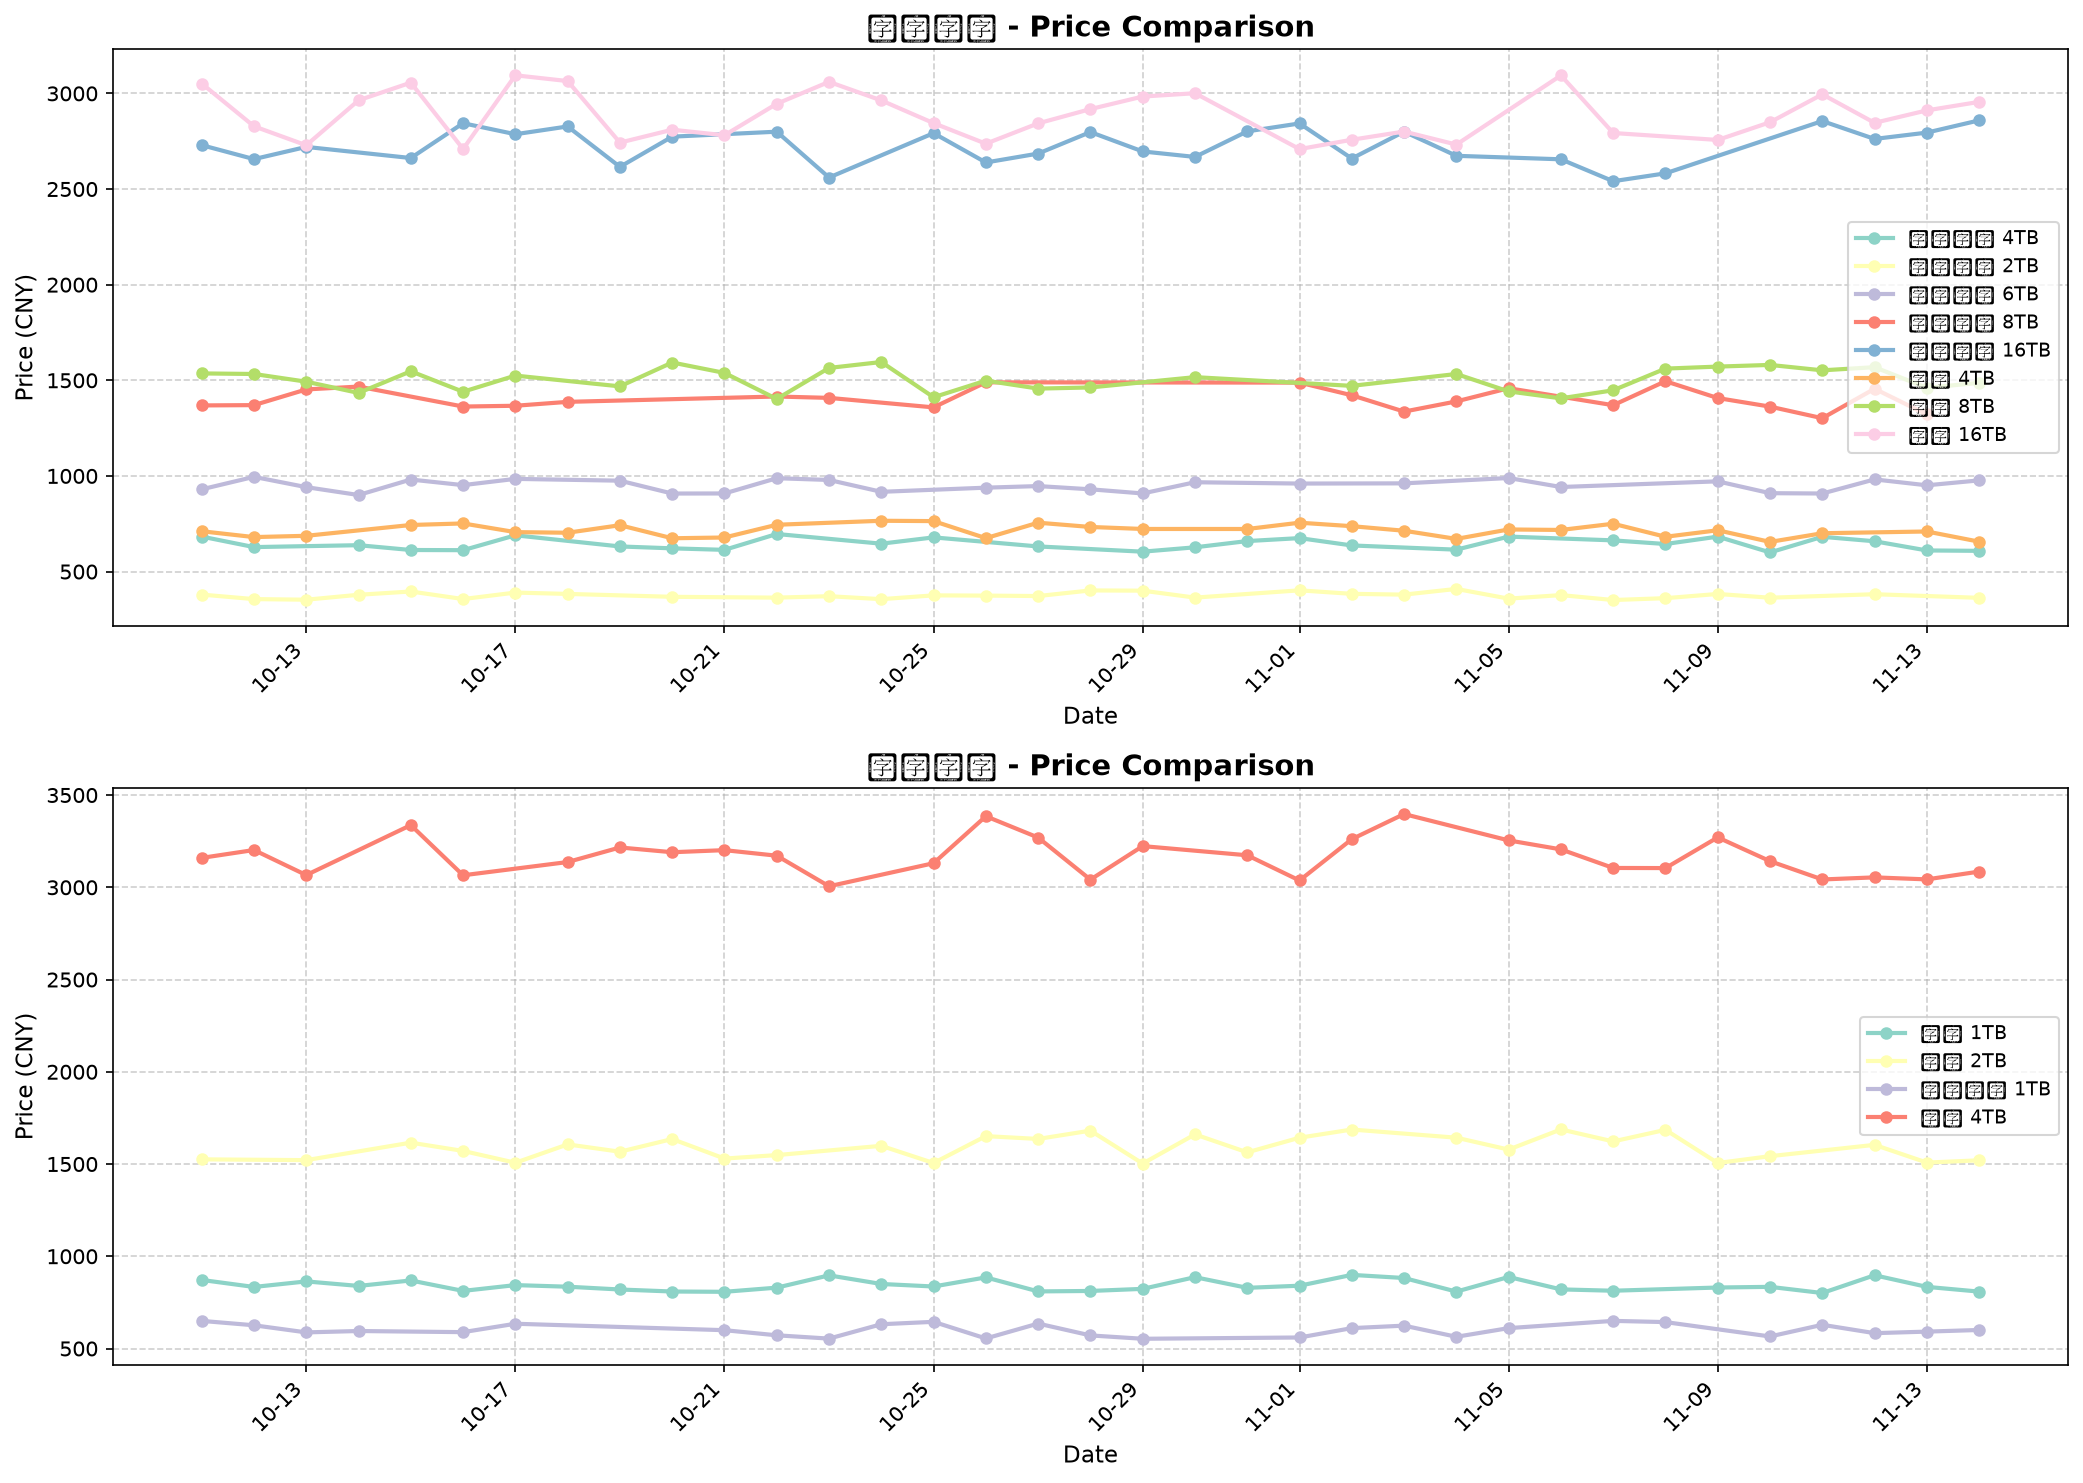 - Price Comparison
3000
2500
2000
1500
1000
500
Price (CNY)
4TB
2TB
6TB
8TB
16TB
4TB
8TB
16TB
10-13
10-17
10-21
10-25
10-29
11-01
11-05
11-09
11-13
Date
- Price Comparison
3500
3000
2500
2000
1500
1000
500
Price (CNY)
1TB
2TB
1TB
4TB
10-13
10-17
10-21
10-25
10-29
11-01
11-05
11-09
11-13
Date